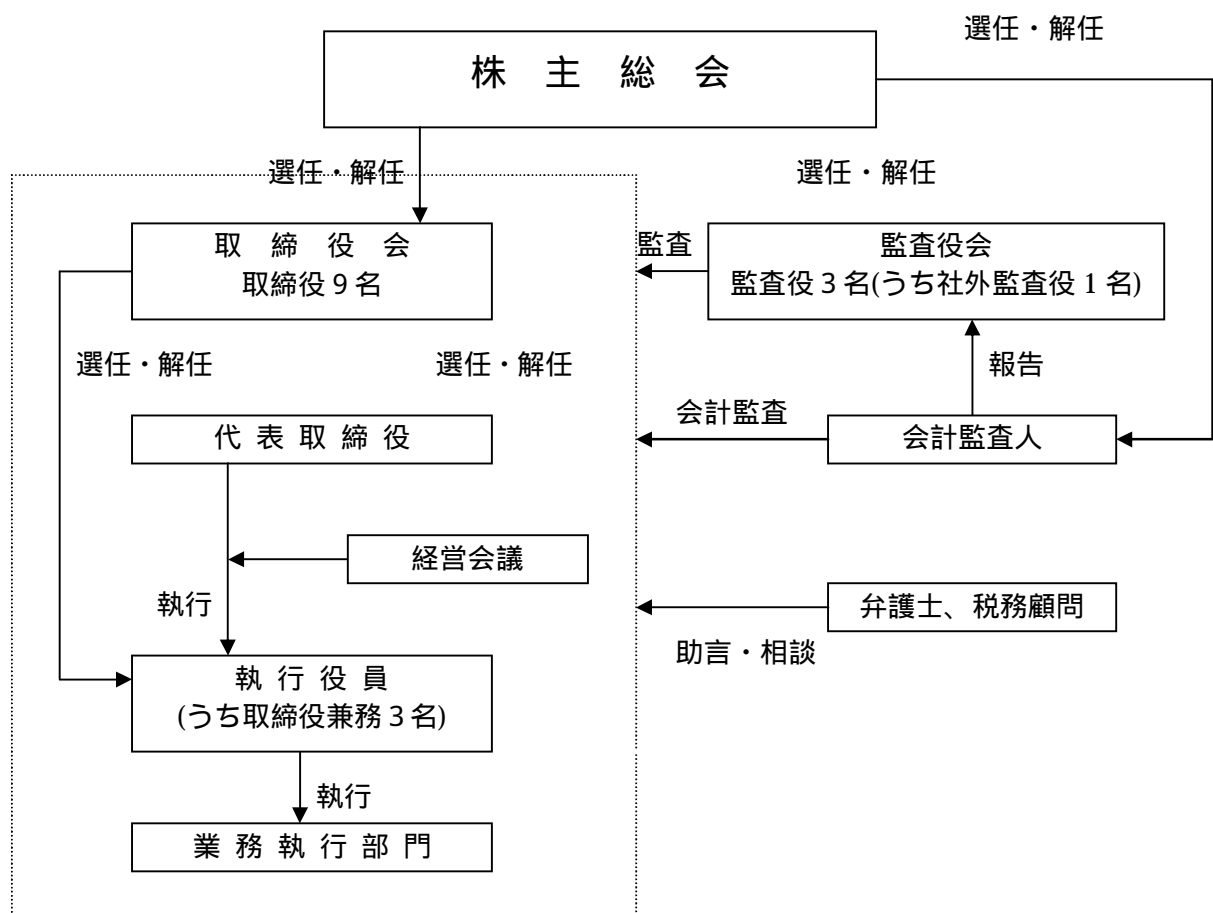 選任・解任
株 主 総 会
選任・解任
選任・解任
取 締 役 会
取締役９名
監査
監査役会
監査役３名(うち社外監査役 1 名)
選任・解任
選任・解任
報告
会計監査
代 表 取 締 役
会計監査人
経営会議
執行
弁護士、税務顧問
助言・相談
執 行 役 員
(うち取締役兼務３名)
執行
業 務 執 行 部 門